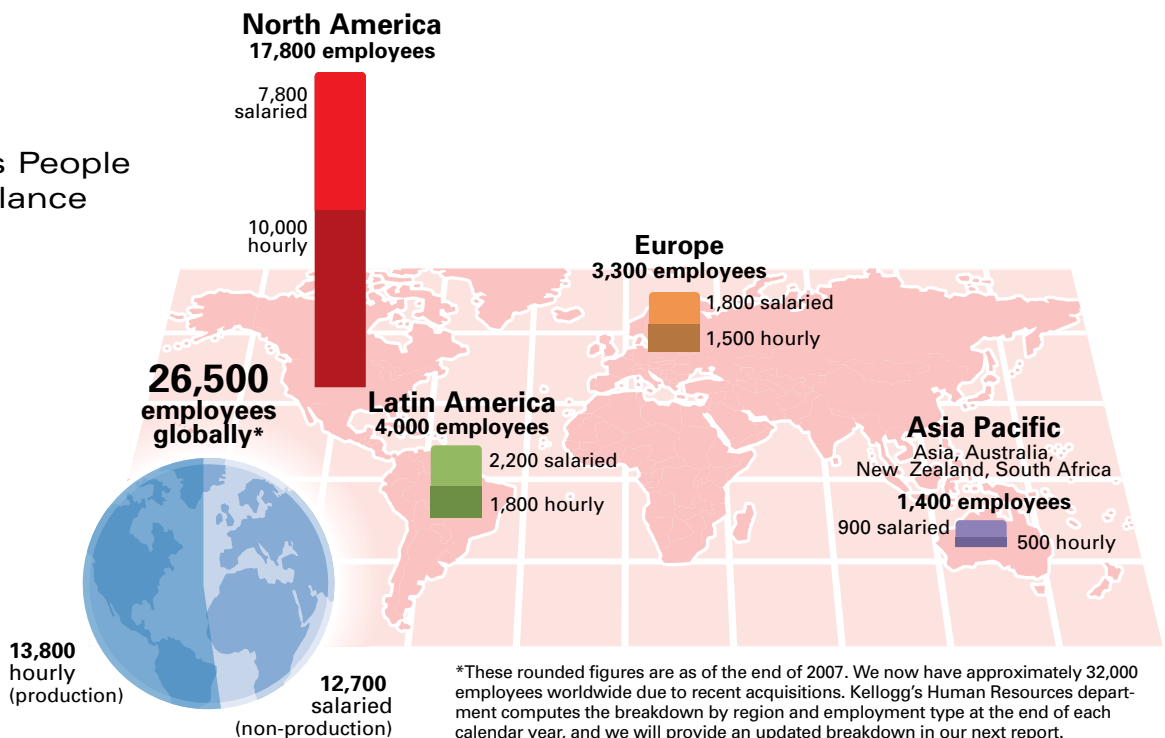 North America
17,800 employees
7,800
salaried
10,000
hourly
People
Europe
3,300 employees
1,800 salaried
1,500 hourly
26,500
employees
globally*
Latin America
4,000 employees
2,200 salaried
1,800 hourly
Asia Pacific
Asia, Australia,
New Zealand, South Africa
1,400 employees
900 salaried
500 hourly
13,800
hourly
(production)
12,700
salaried
(non-production)
*These rounded figures are as of the end of 2007. We now have approximately 32,000
employees worldwide due to recent acquisitions. Kellogg's Human Resources depart-
ment computes the breakdown by region and employment type at the end of each
calendar year, and we will provide an updated breakdown in our next report.